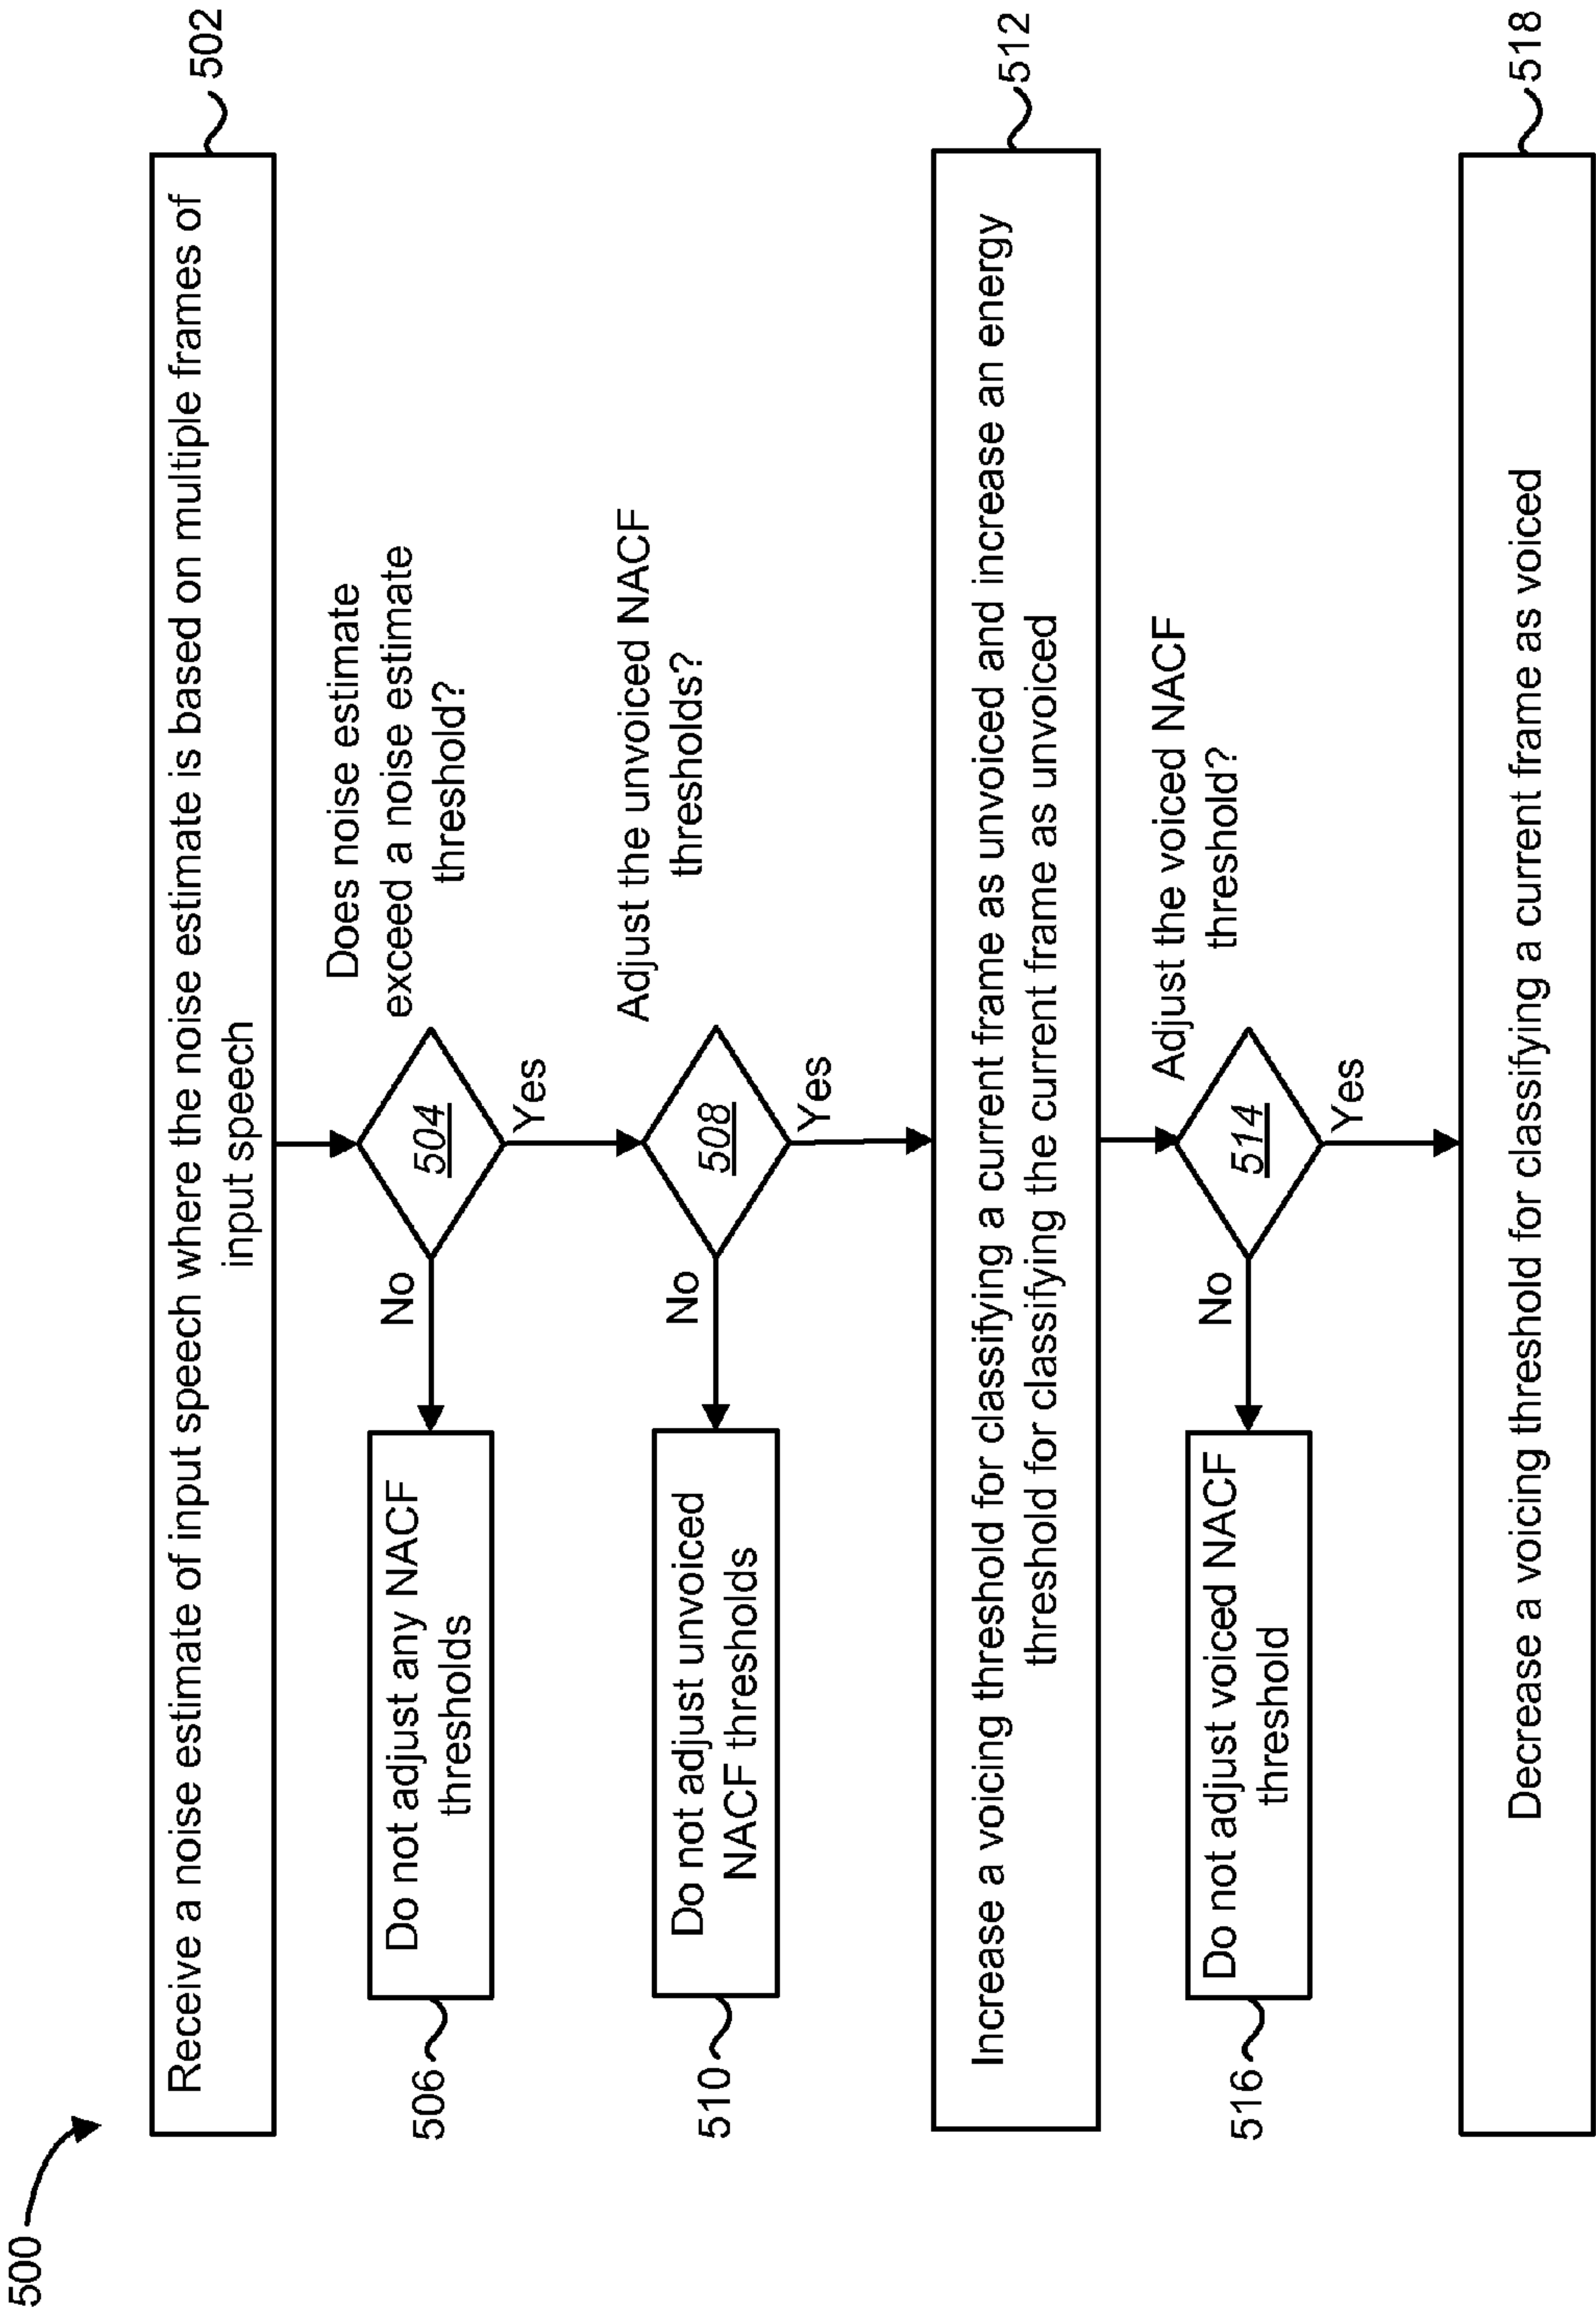 500
Receive a noise estimate of input speech where the noise estimate is based on multiple frames of
input speech
502
Does noise estimate
exceed a noise estimate
threshold?
504
No
Yes
Do not adjust any NACF
thresholds
506
Adjust the unvoiced NACF
thresholds?
508
No
Yes
Do not adjust unvoiced
NACF thresholds
510
Increase a voicing threshold for classifying a current frame as unvoiced and increase an energy
threshold for classifying the current frame as unvoiced
512
Adjust the voiced NACF
threshold?
514
No
Yes
Do not adjust voiced NACF
threshold
516
Decrease a voicing threshold for classifying a current frame as voiced
518